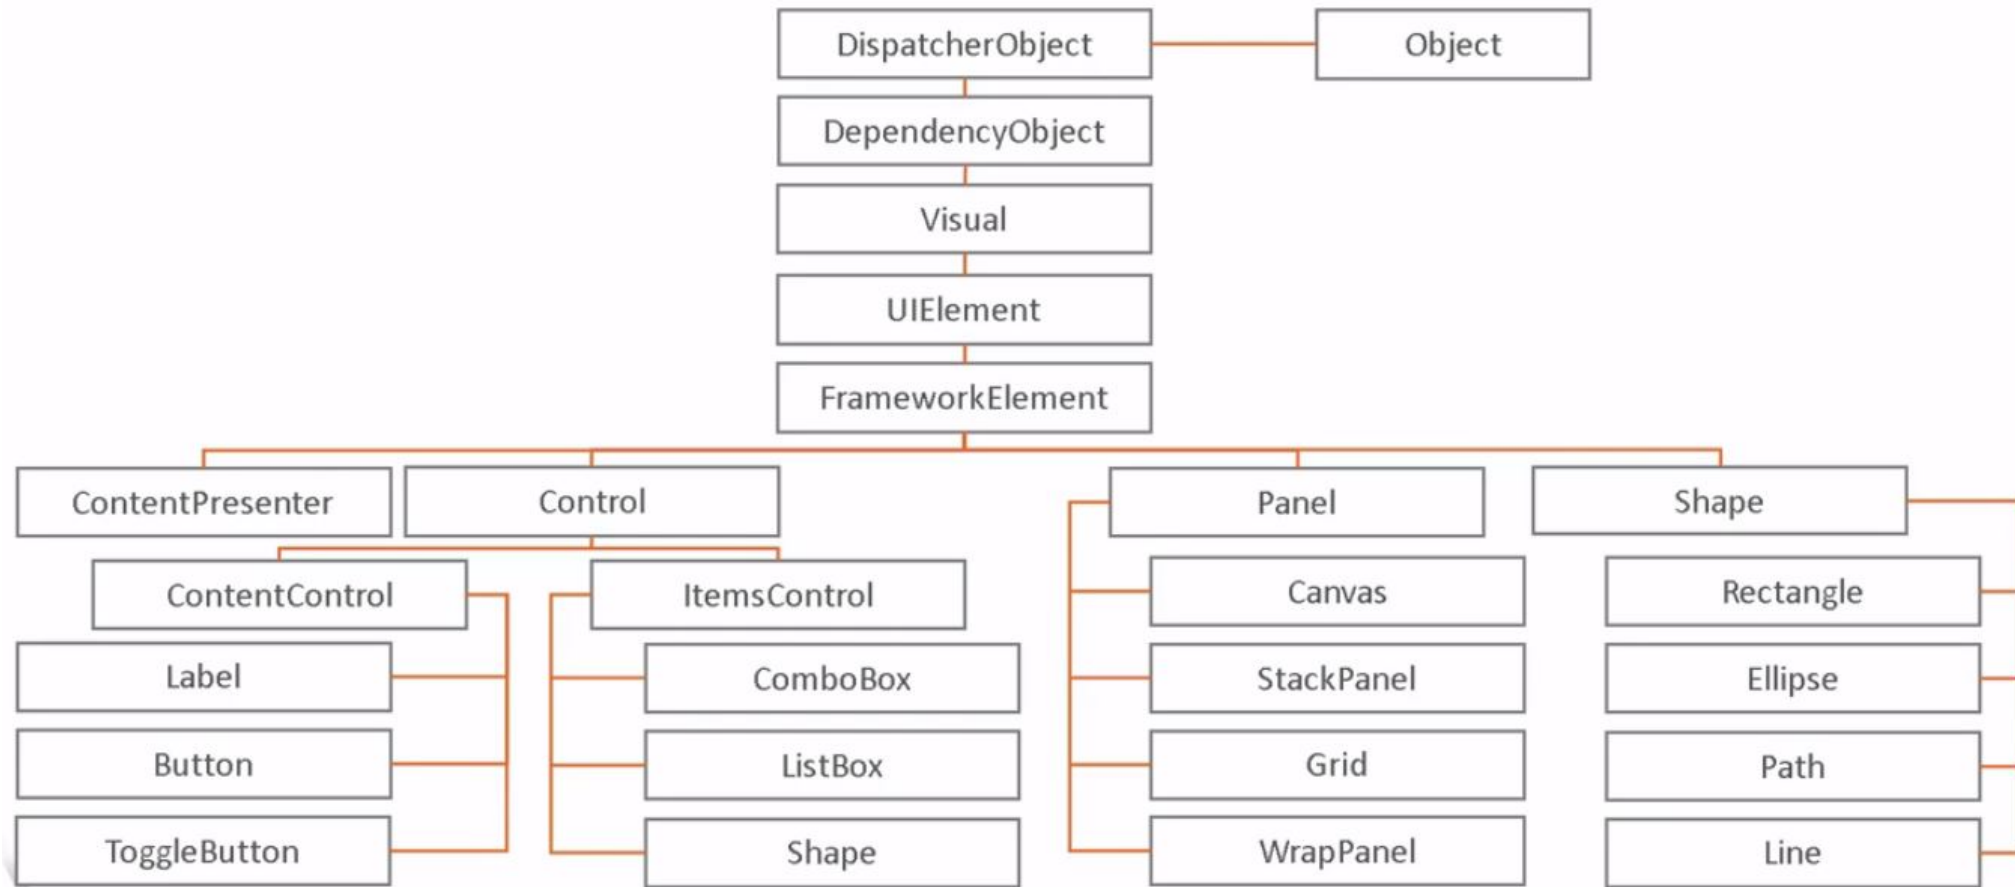 DispatcherObject
Object
DependencyObject
Visual
UIElement
FrameworkElement
ContentPresenter
Control
Panel
Shape
ContentControl
ItemsControl
Canvas
Rectangle
Label
ComboBox
StackPanel
Ellipse
Button
ListBox
Grid
Path
ToggleButton
Shape
WrapPanel
Line